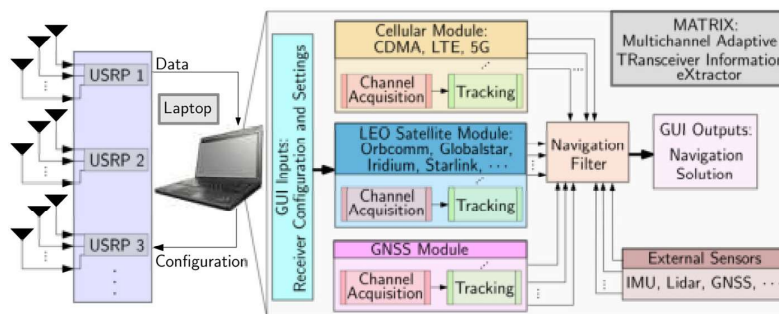 USRP 1
USRP 2
USRP 3
Data
Laptop
Configuration
GUI Inputs:
Receiver Configuration and Settings
Cellular Module:
CDMA, LTE, 5G
Channel
Acquisition
Tracking
LEO Satellite Module:
Orbcomm, Globalstar,
Iridium, Starlink, ···
Channel
Acquisition
Tracking
GNSS Module
Channel
Acquisition
Tracking
Navigation
Filter
MATRIX:
Multichannel Adaptive
TRansceiver Information
eXtractor
GUI Outputs:
Navigation
Solution
External Sensors
IMU, Lidar, GNSS, ···